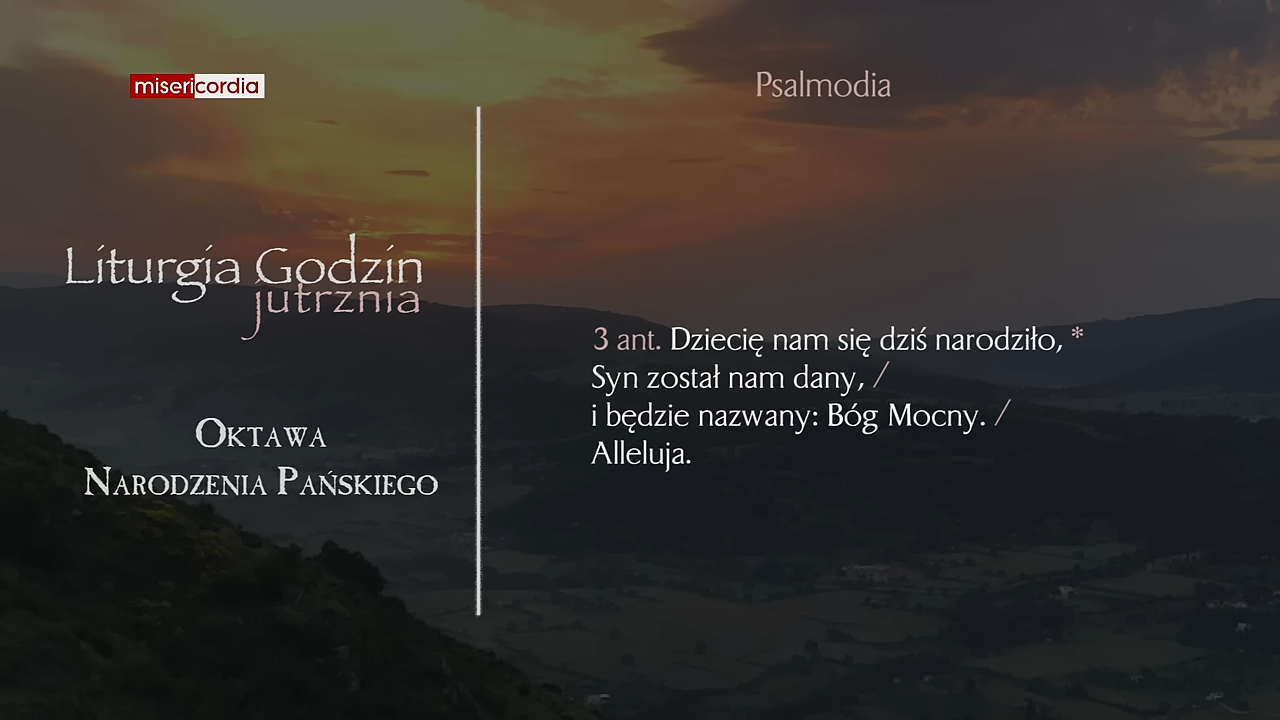 misericordia
Psalmodia
Liturgia Godzin
jutrznia
Oktawa
Narodzenia Pańskiego
3 ant. Dziecię nam się dziś narodziło, *
Syn został nam dany, /
i będzie nazwany: Bóg Mocny. /
Alleluja.